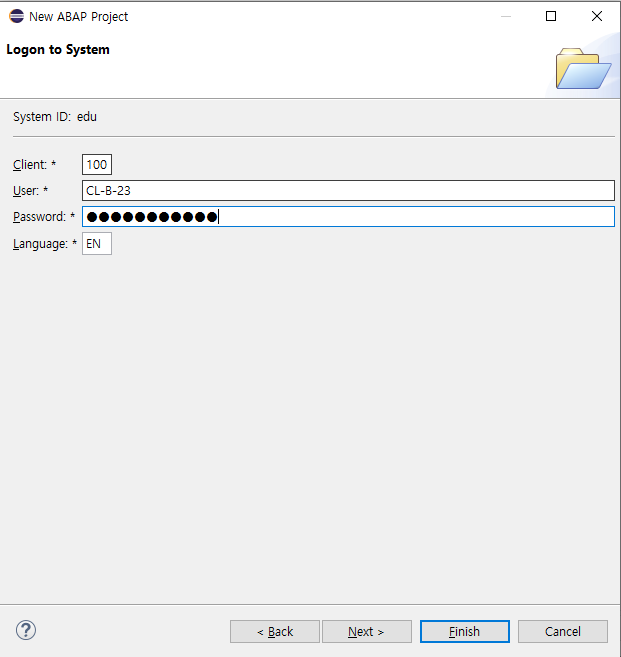 New ABAP Project
Logon to System
System ID: edu
Client: * 100
User: * CL-B-23
Password: * ●●●●●●●●●●●
Language: * EN
< Back Next > Finish Cancel